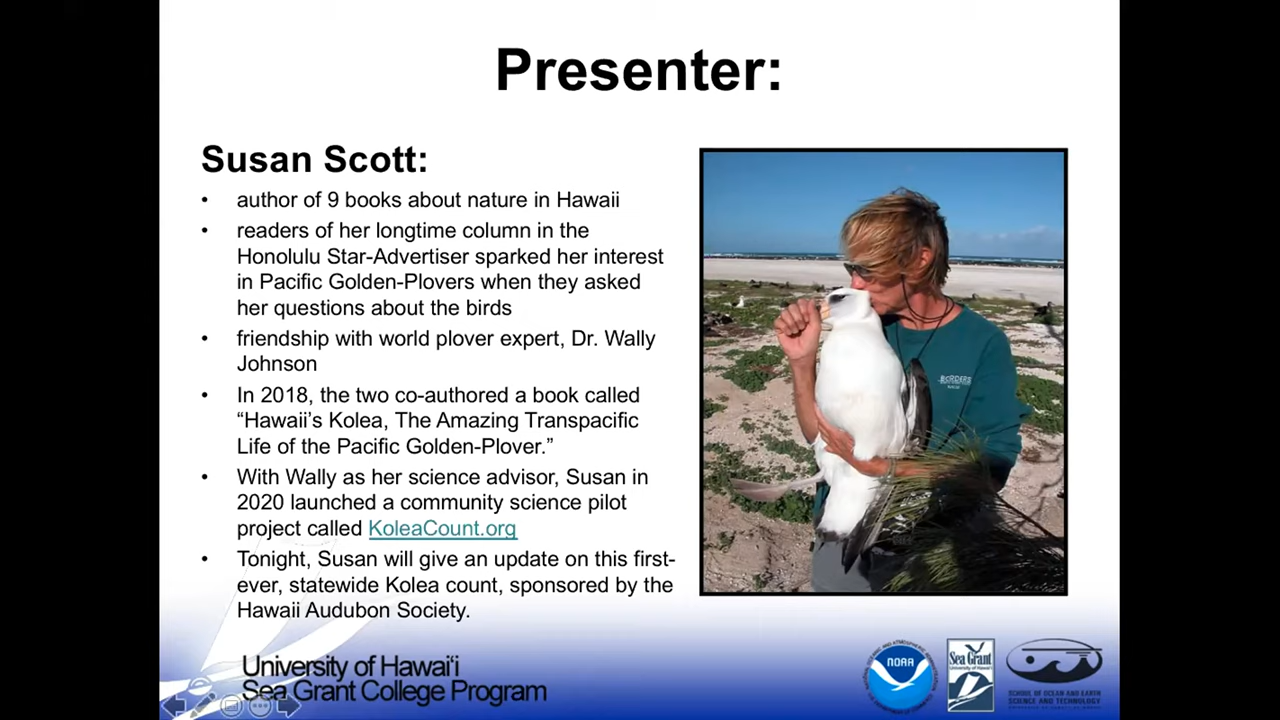 Presenter:
Susan Scott:
• author of 9 books about nature in Hawaii
• readers of her longtime column in the
Honolulu Star-Advertiser sparked her interest
in Pacific Golden-Plovers when they asked
her questions about the birds
• friendship with world plover expert, Dr. Wally
Johnson
• In 2018, the two co-authored a book called
“Hawaii’s Kolea, The Amazing Transpacific
Life of the Pacific Golden-Plover.”
• With Wally as her science advisor, Susan in
2020 launched a community science pilot
project called KoleaCount.org
• Tonight, Susan will give an update on this first-
ever, statewide Kolea count, sponsored by the
Hawaii Audubon Society.
BORDERS
University of Hawai‘i
Sea Grant College Program
NOAA
Sea Grant
University of Hawai‘i
SCHOOL OF OCEAN AND EARTH
SCIENCE AND TECHNOLOGY